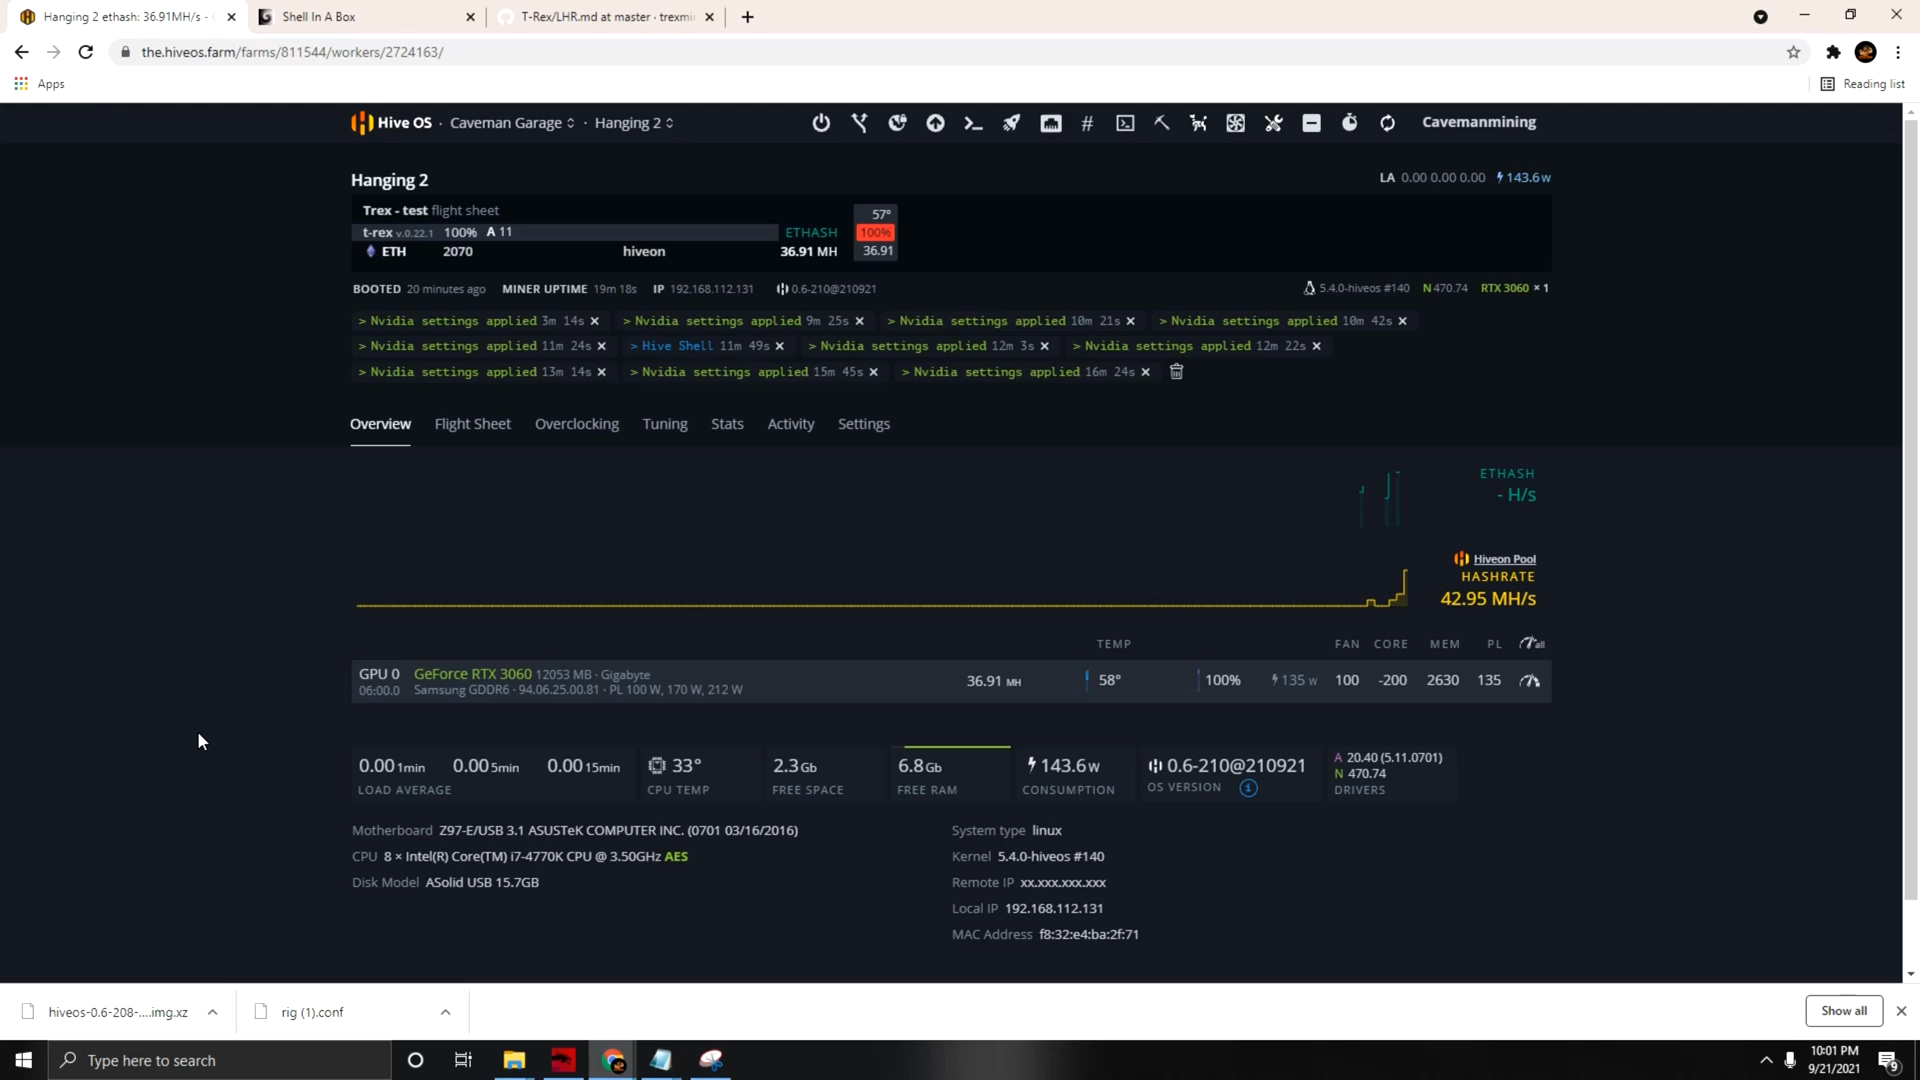 Hanging 2 ethash: 36.91MH/s -
Shell In A Box
T-Rex/LHR.md at master · trexmi
the.hiveos.farm/farms/811544/workers/2724163/
Apps
Reading list
Hive OS · Caveman Garage · Hanging 2
Cavemanmining
Hanging 2
LA 0.00 0.00 0.00 143.6 w
Trex - test flight sheet
57°
t-rex v.0.22.1 100% A 11 ETHASH 100%
ETH 2070 hiveon 36.91 MH 36.91
BOOTED 20 minutes ago MINER UPTIME 19m 18s IP 192.168.112.131 0.6-210@210921
5.4.0-hiveos #140 N 470.74 RTX 3060 × 1
> Nvidia settings applied 3m 14s × > Nvidia settings applied 9m 25s × > Nvidia settings applied 10m 21s × > Nvidia settings applied 10m 42s ×
> Nvidia settings applied 11m 24s × > Hive Shell 11m 49s × > Nvidia settings applied 12m 3s × > Nvidia settings applied 12m 22s ×
> Nvidia settings applied 13m 14s × > Nvidia settings applied 15m 45s × > Nvidia settings applied 16m 24s ×
Overview Flight Sheet Overclocking Tuning Stats Activity Settings
ETHASH
- H/s
Hiveon Pool
HASHRATE
42.95 MH/s
TEMP FAN CORE MEM PL all
GPU 0 GeForce RTX 3060 12053 MB · Gigabyte
06:00.0 Samsung GDDR6 · 94.06.25.00.81 · PL 100 W, 170 W, 212 W
36.91 MH 58° 100% 135 w 100 -200 2630 135
0.00 1min 0.00 5min 0.00 15min
LOAD AVERAGE
33°
CPU TEMP
2.3 Gb
FREE SPACE
6.8 Gb
FREE RAM
143.6 w
CONSUMPTION
0.6-210@210921
OS VERSION
A 20.40 (5.11.0701)
N 470.74
DRIVERS
Motherboard Z97-E/USB 3.1 ASUSTeK COMPUTER INC. (0701 03/16/2016)
CPU 8 × Intel(R) Core(TM) i7-4770K CPU @ 3.50GHz AES
Disk Model ASolid USB 15.7GB
System type linux
Kernel 5.4.0-hiveos #140
Remote IP xx.xxx.xxx.xxx
Local IP 192.168.112.131
MAC Address f8:32:e4:ba:2f:71
hiveos-0.6-208-....img.xz
rig (1).conf
Show all
Type here to search
10:01 PM
9/21/2021
9